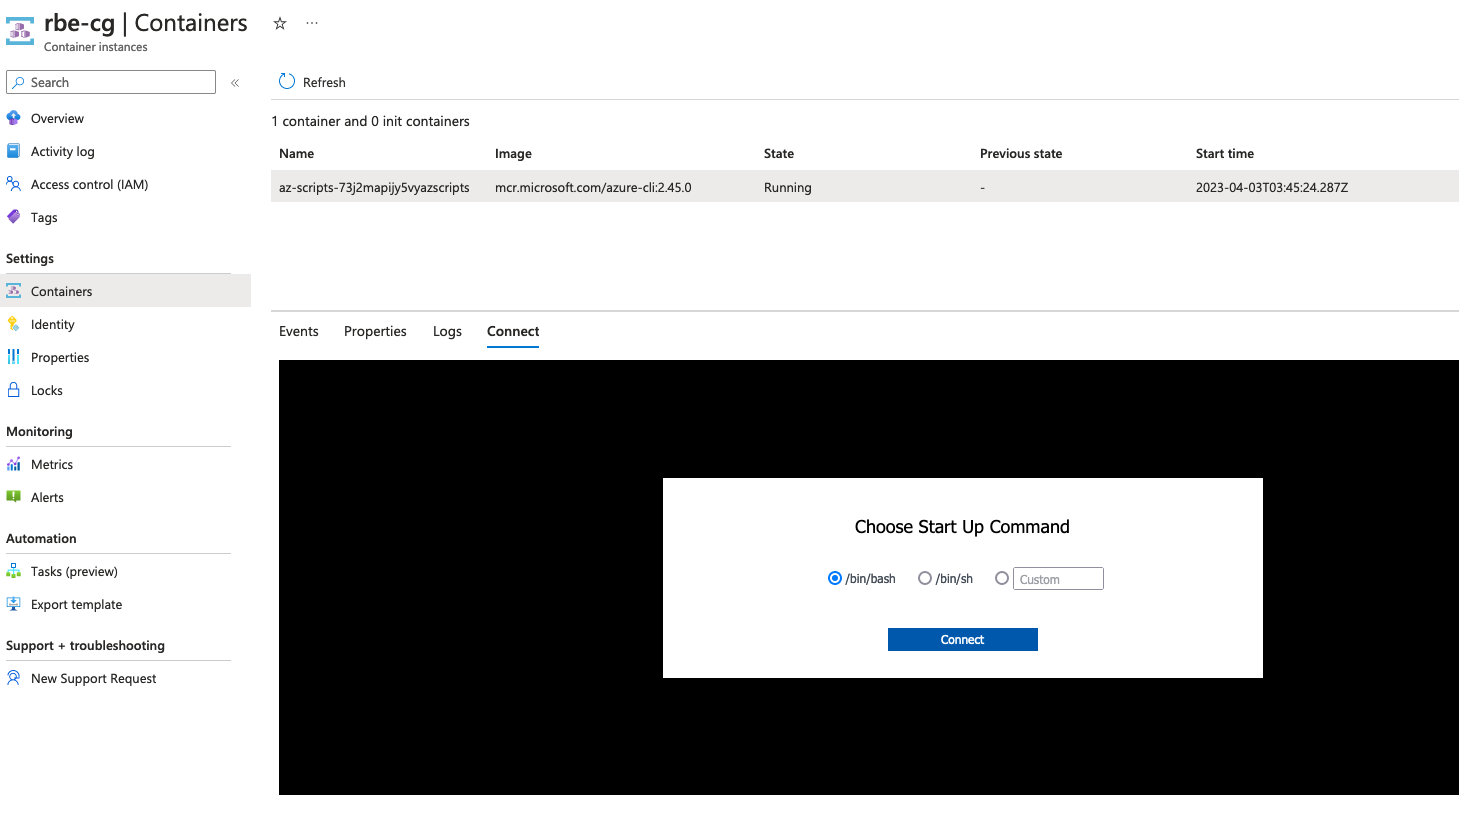 rbe-cg | Containers
Container instances
Search
Overview
Activity log
Access control (IAM)
Tags
Settings
Containers
Identity
Properties
Locks
Monitoring
Metrics
Alerts
Automation
Tasks (preview)
Export template
Support + troubleshooting
New Support Request
Refresh
1 container and 0 init containers
Name Image State Previous state Start time
az-scripts-73j2mapijy5vyazscripts mcr.microsoft.com/azure-cli:2.45.0 Running - 2023-04-03T03:45:24.287Z
Events Properties Logs Connect
Choose Start Up Command
/bin/bash /bin/sh Custom
Connect